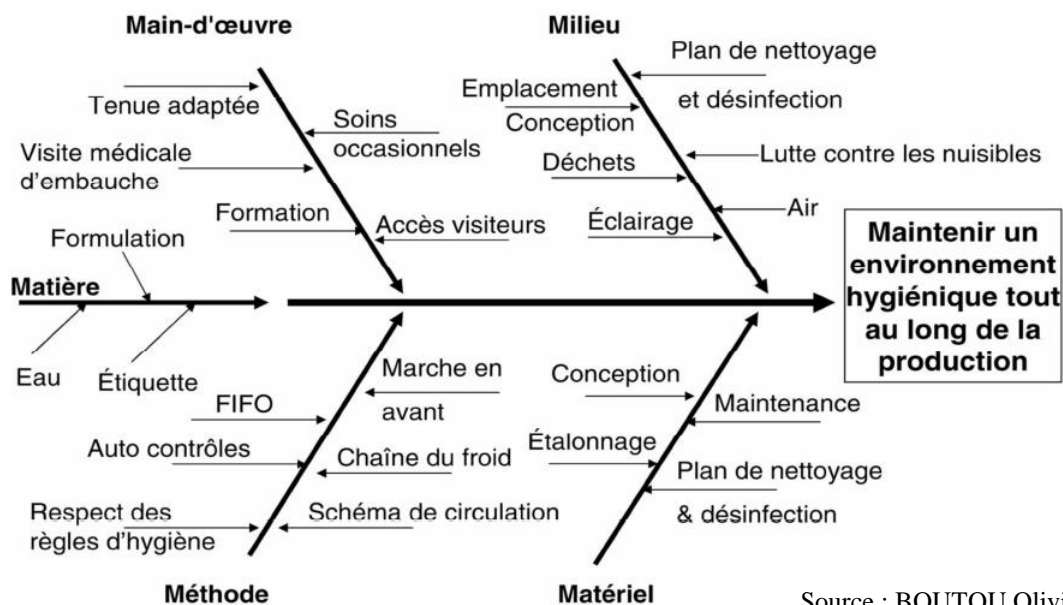 Main-d'œuvre
Milieu
Tenue adaptée
Soins
occasionnels
Visite médicale
d'embauche
Formation
Accès visiteurs
Plan de nettoyage
et désinfection
Emplacement
Conception
Déchets
Lutte contre les nuisibles
Air
Éclairage
Formulation
Matière
Eau
Étiquette
Maintenir un
environnement
hygiénique tout
au long de la
production
Marche en
avant
FIFO
Auto contrôles
Chaîne du froid
Respect des
règles d'hygiène
Schéma de circulation
Conception
Maintenance
Étalonnage
Plan de nettoyage
& désinfection
Méthode
Matériel
Source : BOUTOU